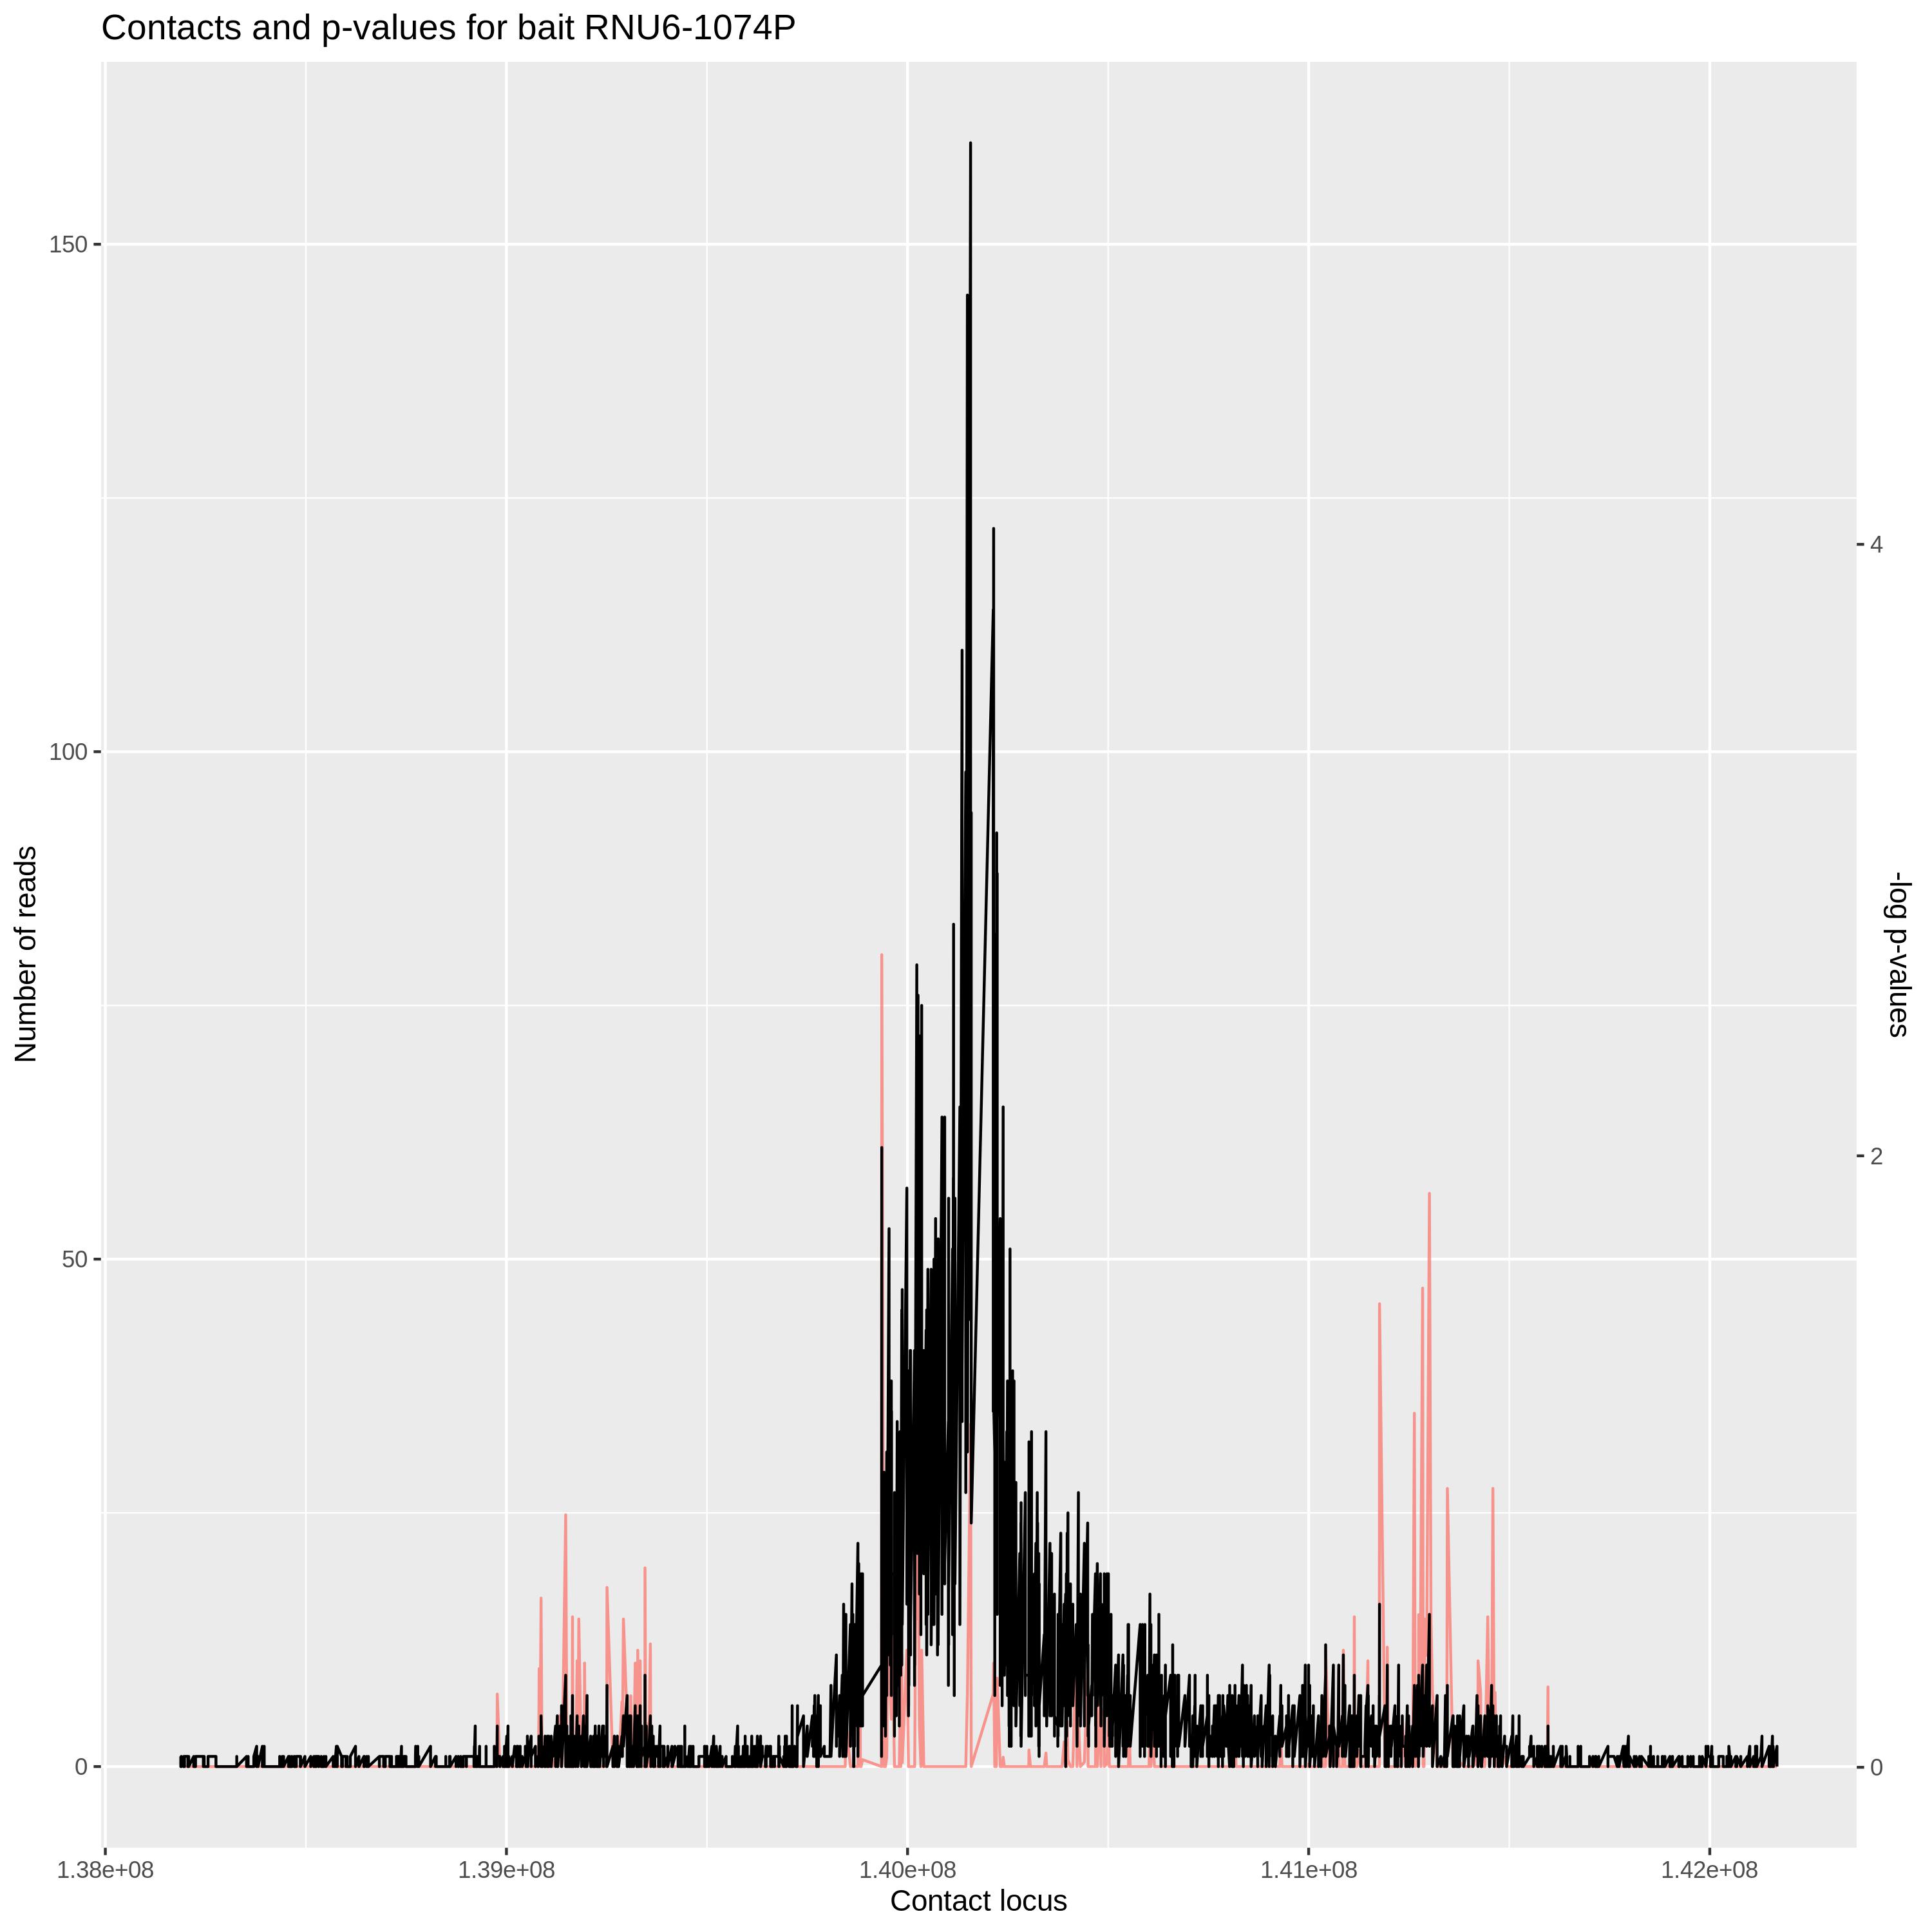 Contacts and p-values for bait RNU6-1074P
150
100
50
0
Number of reads
4
2
0
-log p-values
1.38e+08
1.39e+08
1.40e+08
1.41e+08
1.42e+08
Contact locus